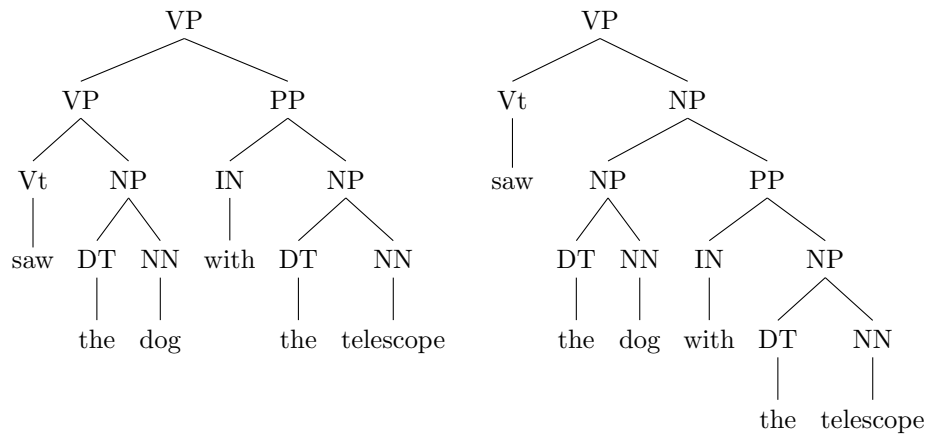 VP VP
VP PP Vt NP
Vt NP IN NP saw NP PP
saw DT NN with DT NN DT NN IN NP
the dog the telescope the dog with DT NN
the telescope